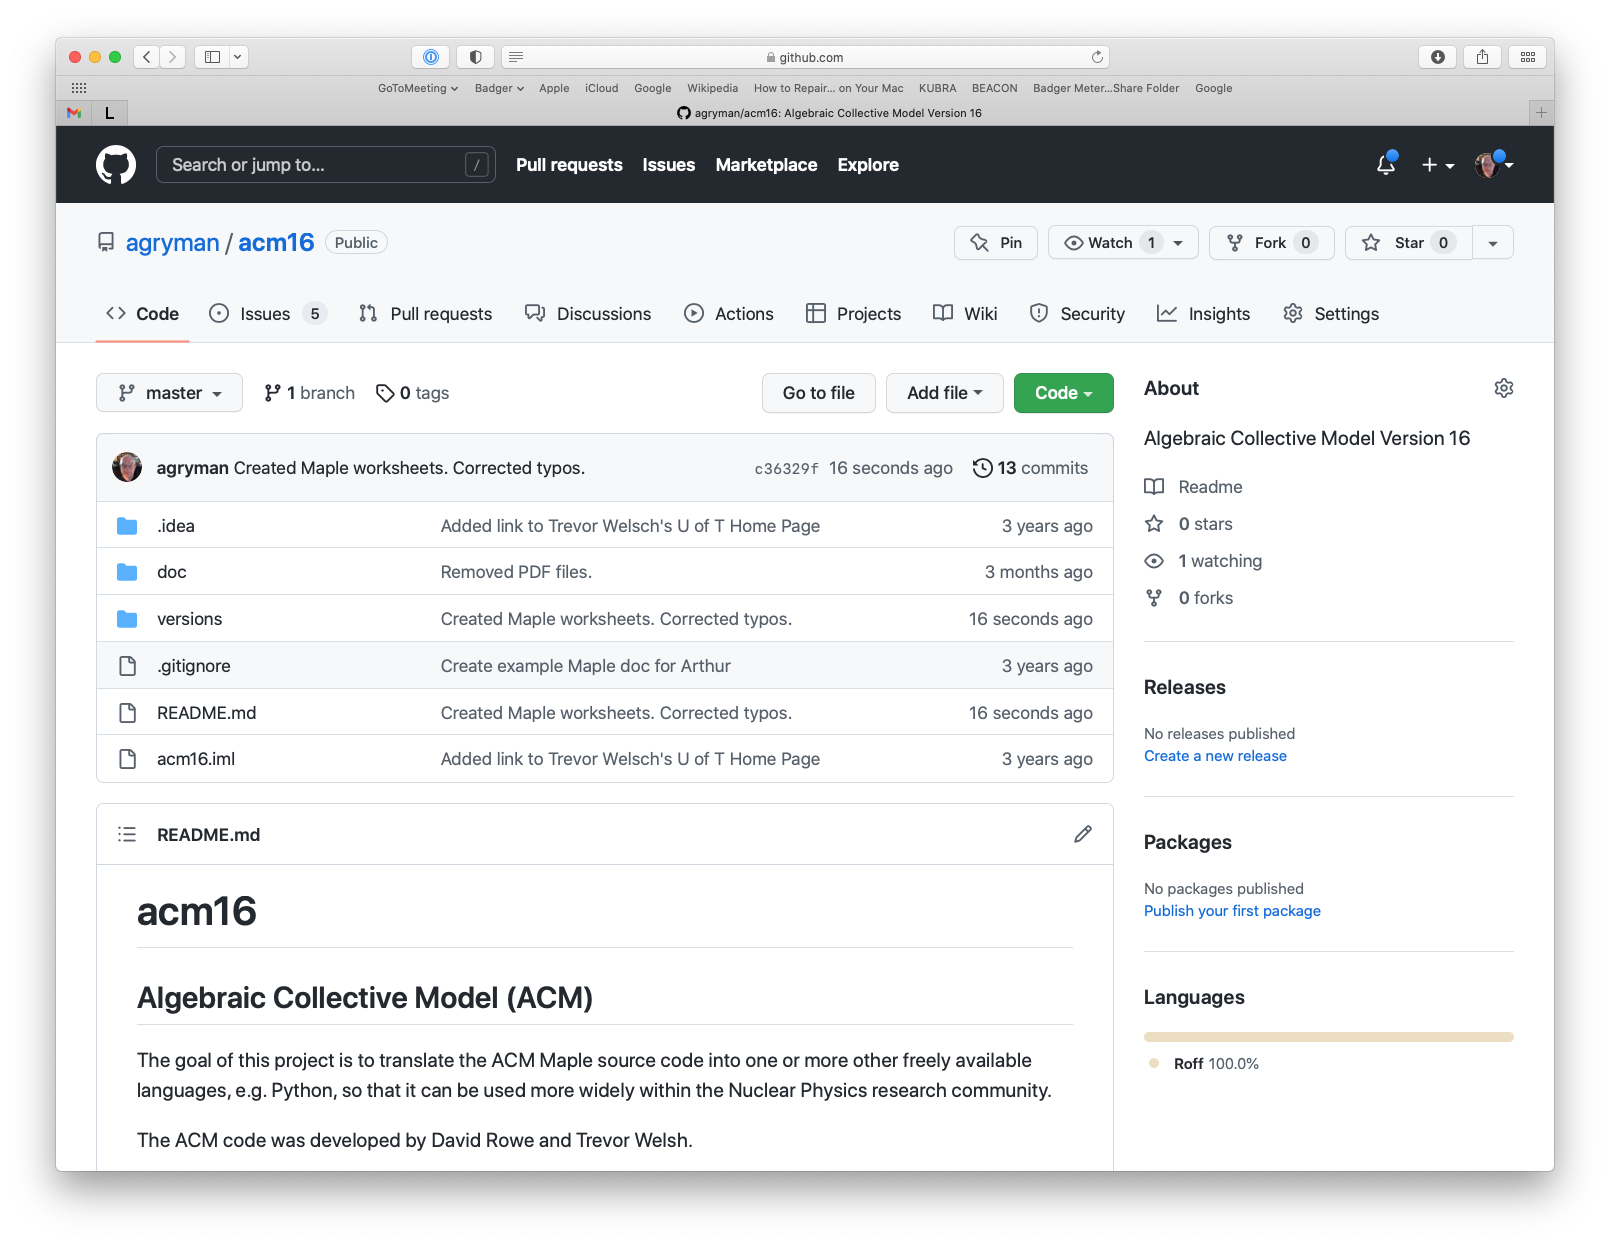 github.com
GoToMeeting Badger Apple iCloud Google Wikipedia How to Repair... on Your Mac KUBRA BEACON Badger Meter...Share Folder Google
L agryman/acm16: Algebraic Collective Model Version 16
Search or jump to... / Pull requests Issues Marketplace Explore
agryman / acm16 Public Pin Watch 1 Fork 0 Star 0
Code Issues 5 Pull requests Discussions Actions Projects Wiki Security Insights Settings
master 1 branch 0 tags Go to file Add file Code
agryman Created Maple worksheets. Corrected typos. c36329f 16 seconds ago 13 commits
.idea Added link to Trevor Welsch's U of T Home Page 3 years ago
doc Removed PDF files. 3 months ago
versions Created Maple worksheets. Corrected typos. 16 seconds ago
.gitignore Create example Maple doc for Arthur 3 years ago
README.md Created Maple worksheets. Corrected typos. 16 seconds ago
acm16.iml Added link to Trevor Welsch's U of T Home Page 3 years ago
README.md
acm16
Algebraic Collective Model (ACM)
The goal of this project is to translate the ACM Maple source code into one or more other freely available
languages, e.g. Python, so that it can be used more widely within the Nuclear Physics research community.
The ACM code was developed by David Rowe and Trevor Welsh.
About
Algebraic Collective Model Version 16
Readme
0 stars
1 watching
0 forks
Releases
No releases published
Create a new release
Packages
No packages published
Publish your first package
Languages
Roff 100.0%